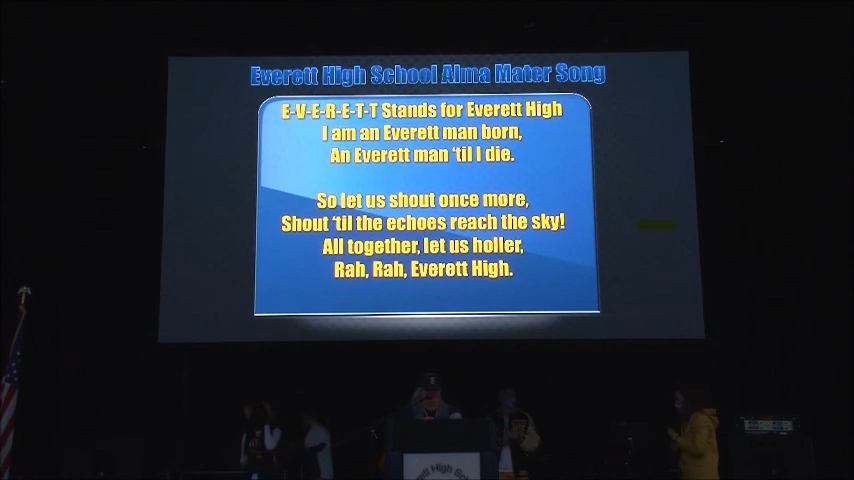 Everett High School Alma Mater Song
E-V-E-R-E-T-T Stands for Everett High
I am an Everett man born,
An Everett man ‘til I die.
So let us shout once more,
Shout ‘til the echoes reach the sky!
All together, let us holler,
Rah, Rah, Everett High.
High